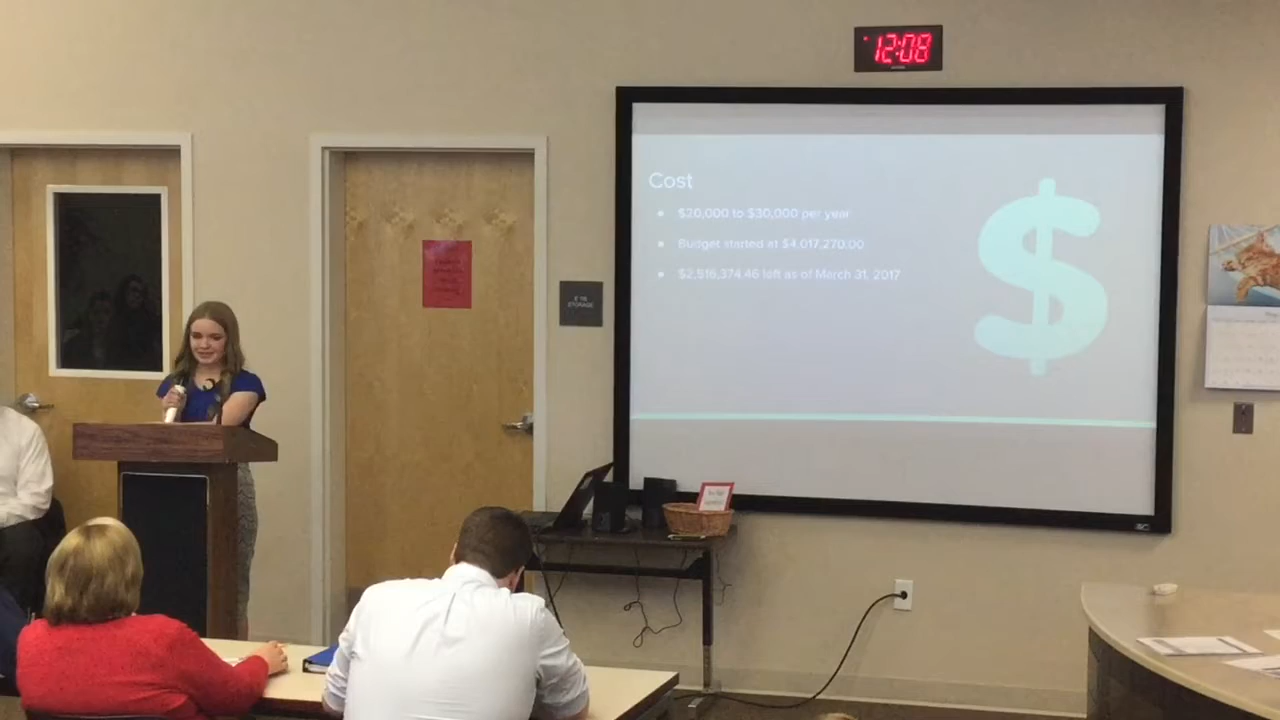 12:08
Cost
$20,000 to $30,000 per year
Budget started at $4,017,270.00
$2,516,374.46 left as of March 31, 2017
$
STORAGE